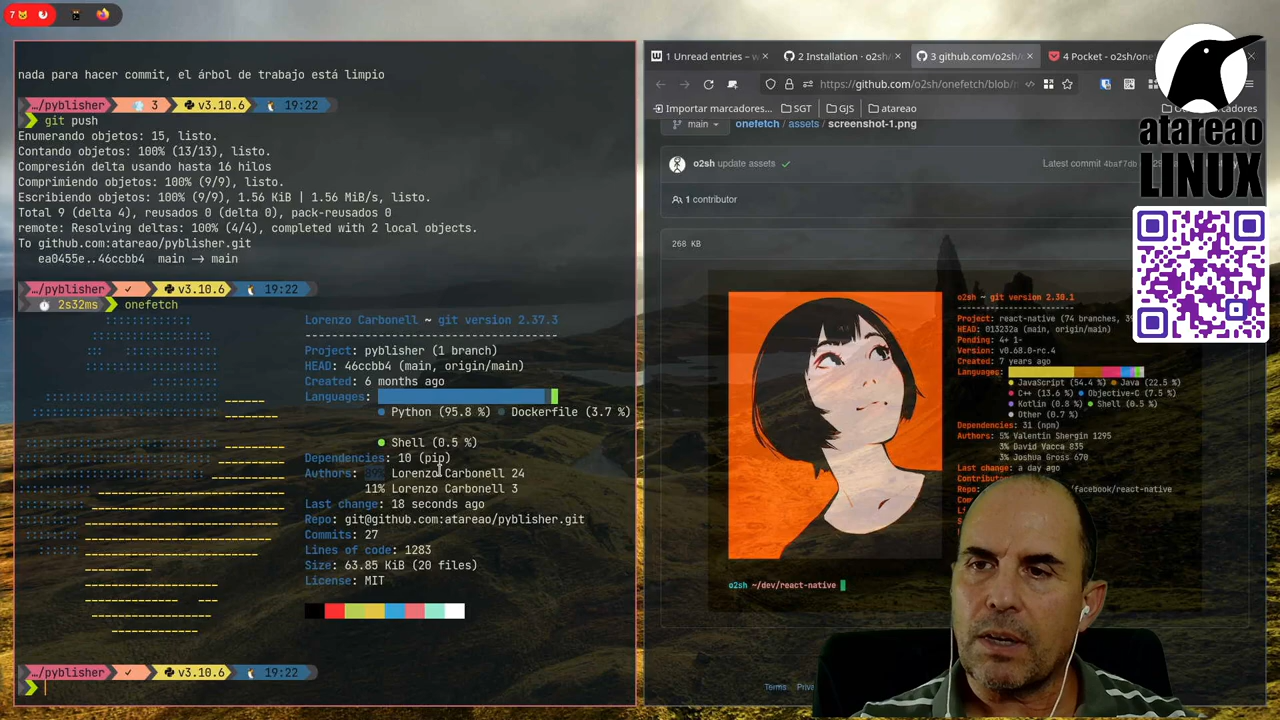 7
nada para hacer commit, el árbol de trabajo está limpio
…/pyblisher 3 v3.10.6 19:22
git push
Enumerando objetos: 15, listo.
Contando objetos: 100% (13/13), listo.
Compresión delta usando hasta 16 hilos
Comprimiendo objetos: 100% (9/9), listo.
Escribiendo objetos: 100% (9/9), 1.56 KiB | 1.56 MiB/s, listo.
Total 9 (delta 4), reusados 0 (delta 0), pack-reusados 0
remote: Resolving deltas: 100% (4/4), completed with 2 local objects.
To github.com:atareao/pyblisher.git
ea0455e..46ccbb4 main -> main
…/pyblisher ✓ v3.10.6 19:22
2s32ms onefetch
Lorenzo Carbonell ~ git version 2.37.3
Project: pyblisher (1 branch)
HEAD: 46ccbb4 (main, origin/main)
Created: 6 months ago
Languages:
Python (95.8 %) Dockerfile (3.7 %)
Shell (0.5 %)
Dependencies: 10 (pip)
Authors: 89% Lorenzo Carbonell 24
11% Lorenzo Carbonell 3
Last change: 18 seconds ago
Repo: git@github.com:atareao/pyblisher.git
Commits: 27
Lines of code: 1283
Size: 63.85 KiB (20 files)
License: MIT
…/pyblisher ✓ v3.10.6 19:22
1 Unread entries – w
2 Installation · o2sh/
3 github.com/o2sh/
4 Pocket - github.com/one
https://github.com/o2sh/onefetch/blob/m
Importar marcadores... SGT GJS atareao
main onefetch / assets / screenshot-1.png
o2sh update assets ✓ Latest commit 4baf7db
1 contributor
268 KB
o2sh ~ git version 2.30.1
Project: react-native (74 branches,
HEAD: 013232a (main, origin/main)
Pending: 4+ 1-
Version: v0.68.0-rc.4
Created: 7 years ago
Languages:
JavaScript (54.4 %) Java (22.5 %)
C++ (13.6 %) Objective-C (7.5 %)
Kotlin (0.8 %) Shell (0.5 %)
Other (0.7 %)
Dependencies: 31 (npm)
Authors: 5% Valentin Shergin 1295
3% David Vacca 835
3% Joshua Gross 670
Last change: a day ago
Contributo
Repo: /facebook/react-native
o2sh ~/dev/react-native
Terms
atareao
LINUX